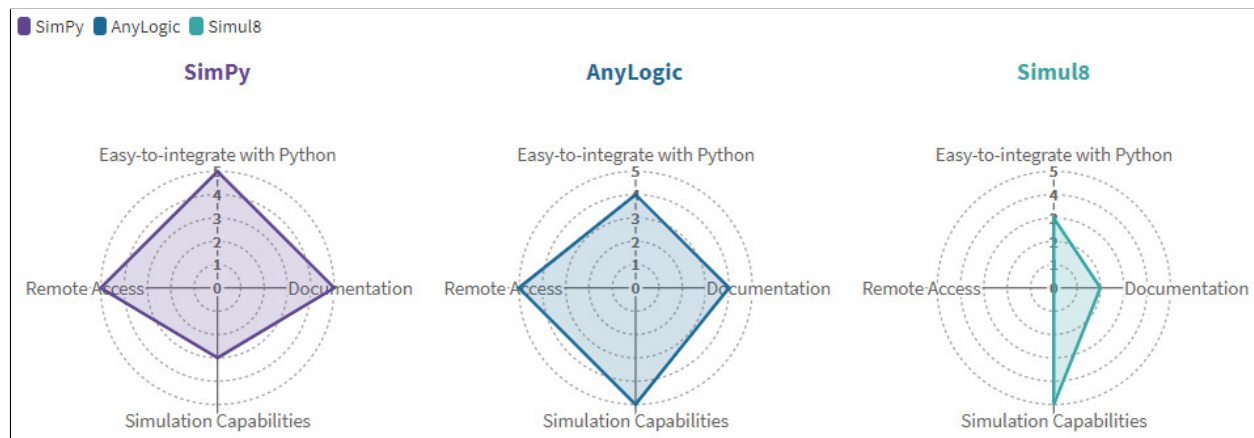 SimPy AnyLogic Simul8
SimPy
Easy-to-integrate with Python
5
4
3
2
1
0
Remote Access
Documentation
Simulation Capabilities
AnyLogic
Easy-to-integrate with Python
5
4
3
2
1
0
Remote Access
Documentation
Simulation Capabilities
Simul8
Easy-to-integrate with Python
5
4
3
2
1
0
Remote Access
Documentation
Simulation Capabilities